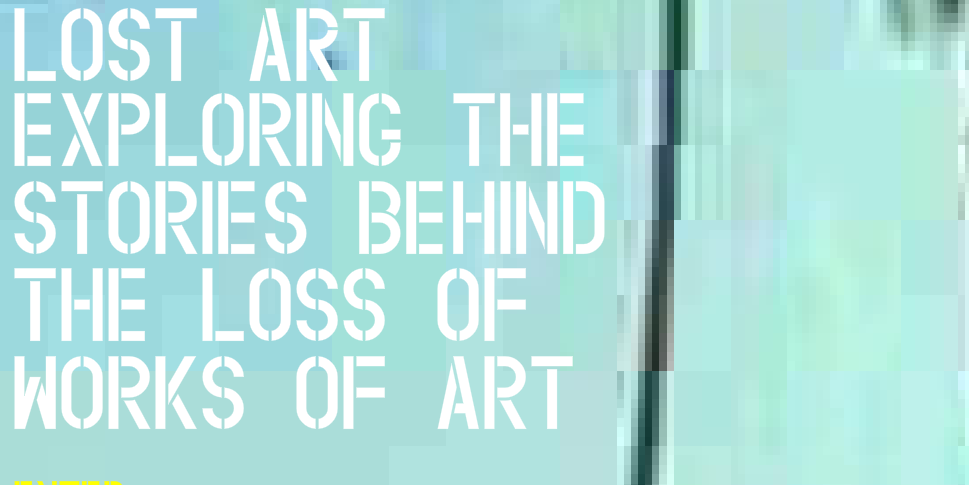 LOST ART
EXPLORING THE
STORIES BEHIND
THE LOSS OF
WORKS OF ART